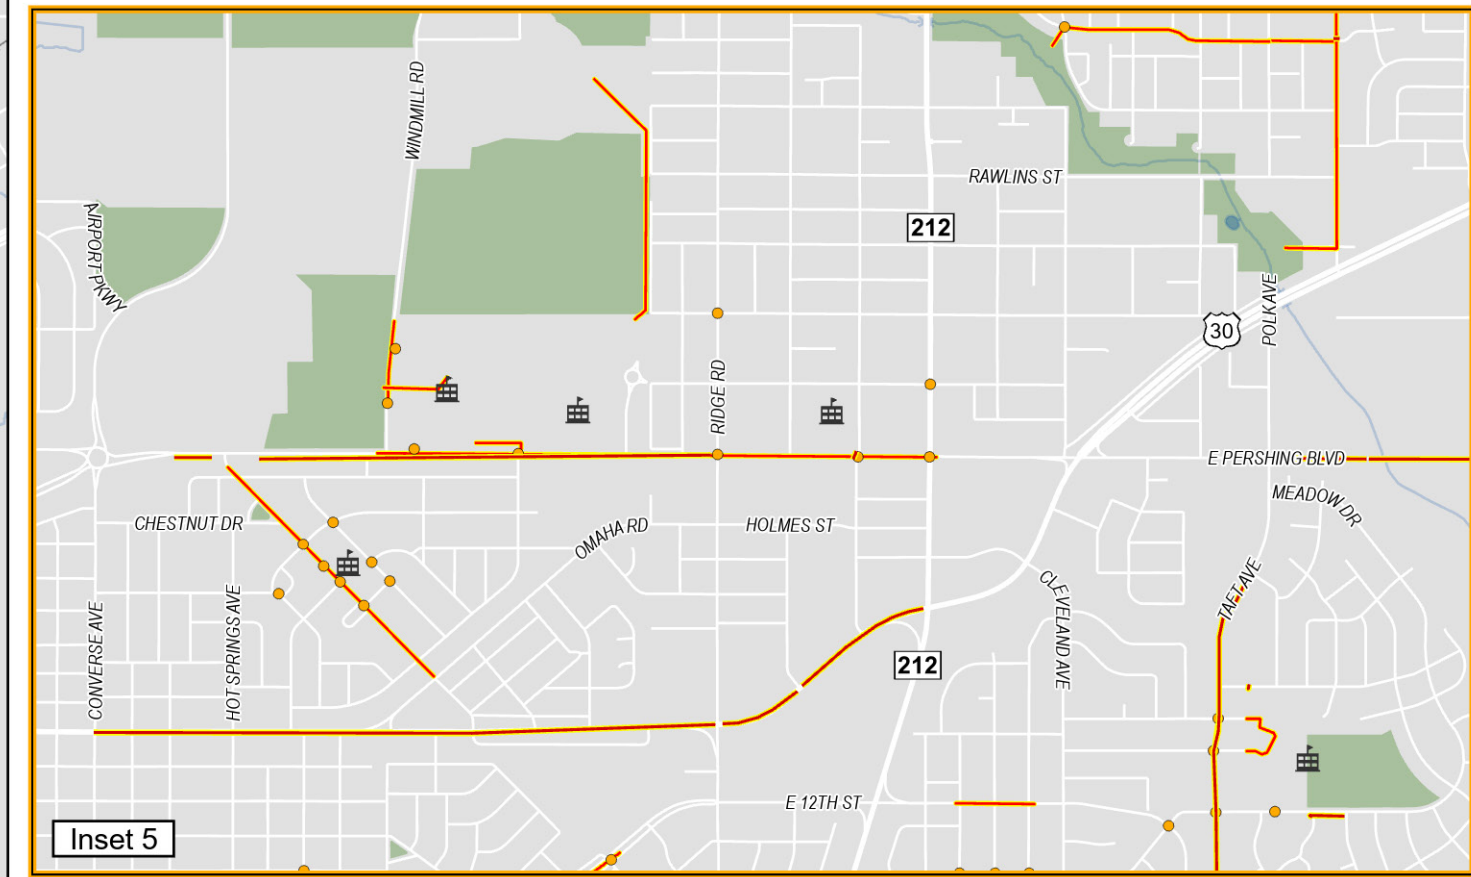 WINDMILL RD
RAWLINS ST
AIRPORT PKWY
212
POLK AVE
30
RIDGE RD
E PERSHING BLVD
MEADOW DR
CHESTNUT DR
OMAHA RD
HOLMES ST
CONVERSE AVE
HOT SPRINGS AVE
CLEVELAND AVE
TAFT AVE
212
E 12TH ST
Inset 5